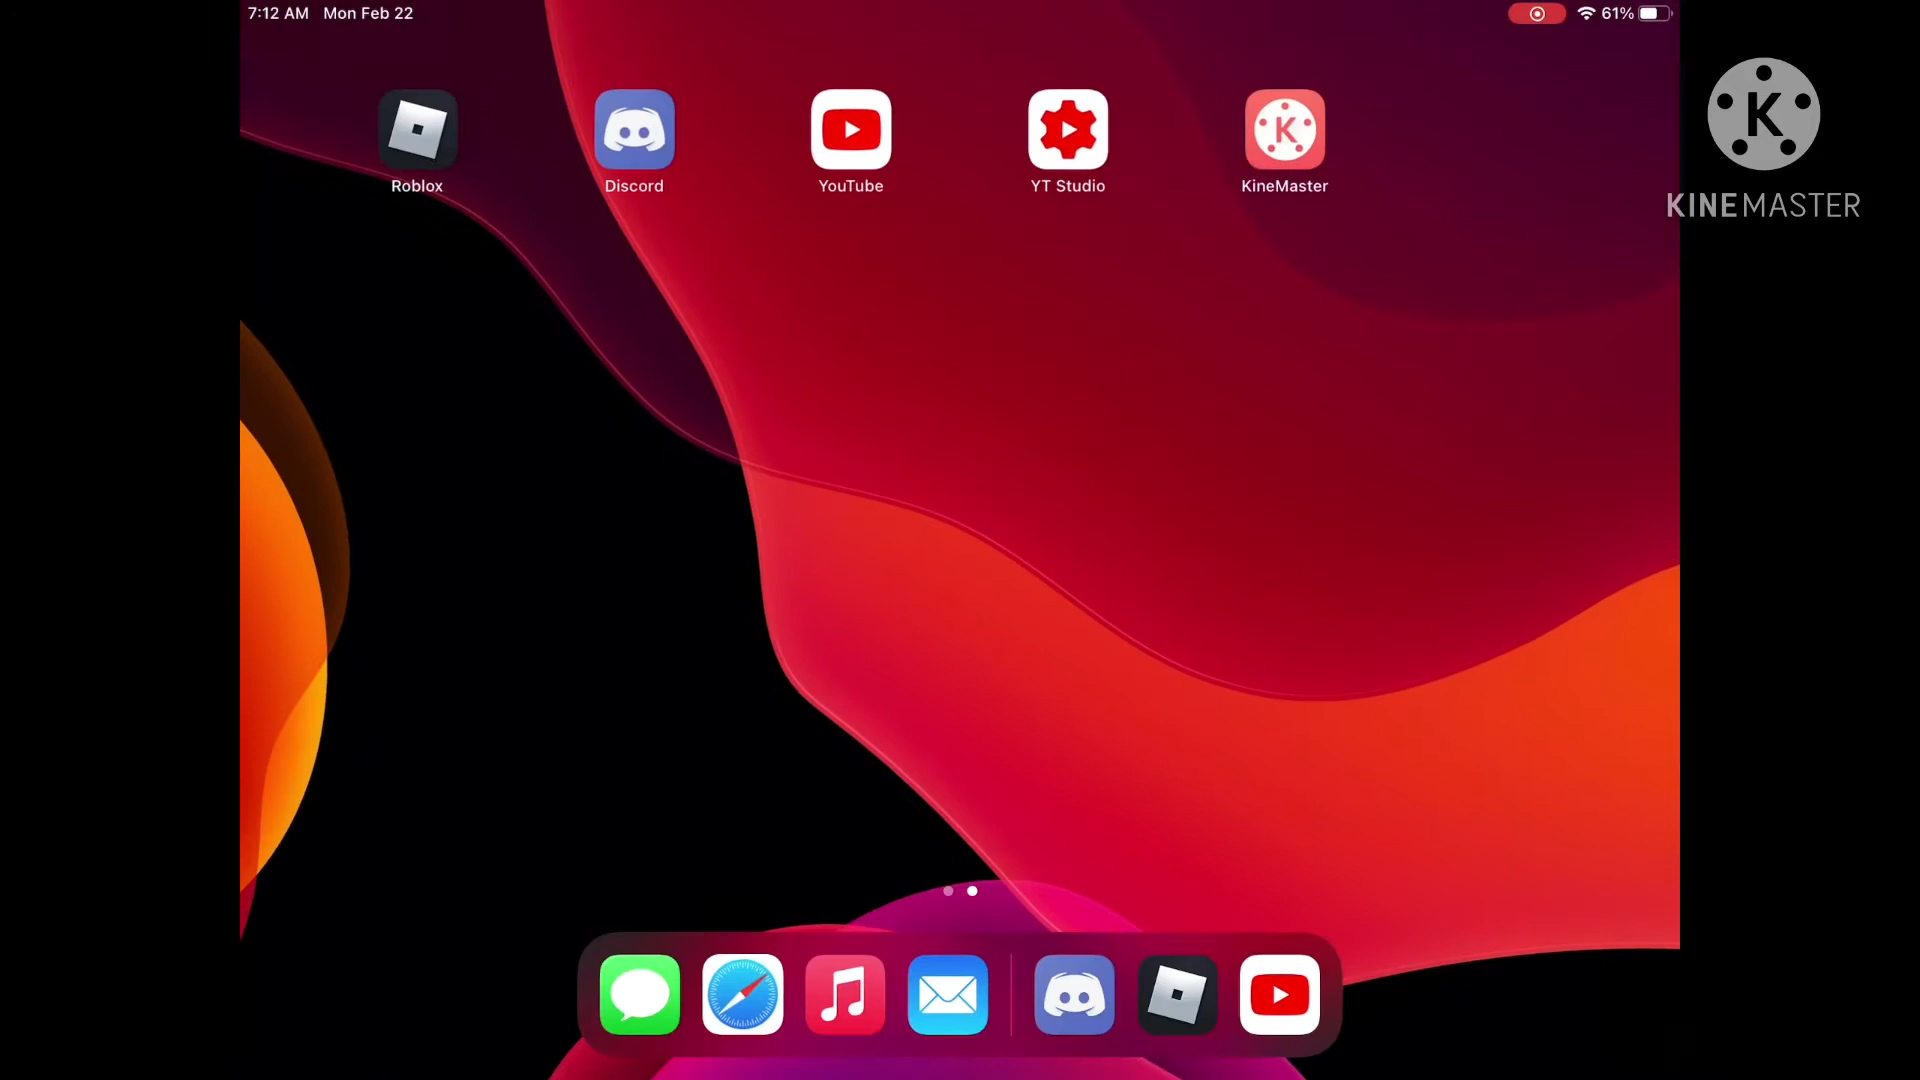 7:12 AM Mon Feb 22
61%
K
KINEMASTER
K
Roblox
Discord
YouTube
YT Studio
KineMaster